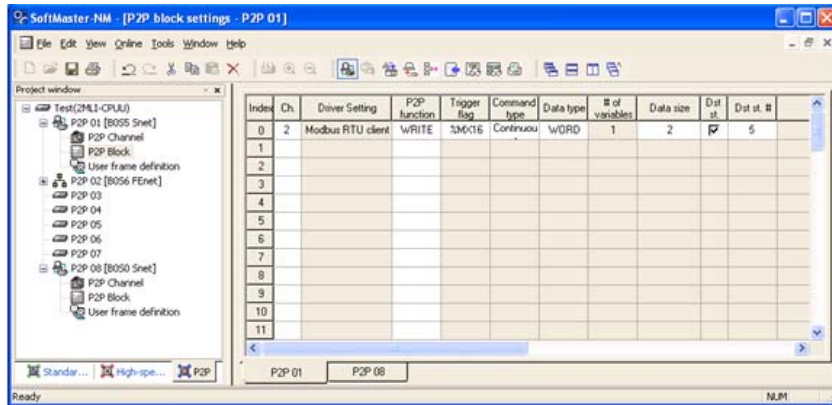 SoftMaster-NM - [P2P block settings - P2P 01]
File Edit View Online Tools Window Help
Project window
Test(2MLI-CPUU)
P2P 01 [B0S5 Snet]
P2P Channel
P2P Block
User frame definition
P2P 02 [B0S6 FEnet]
P2P 03
P2P 04
P2P 05
P2P 06
P2P 07
P2P 08 [B0S0 Snet]
P2P Channel
P2P Block
User frame definition
Standar... High-spe... P2P
Index Ch. Driver Setting P2P function Trigger flag Command type Data type # of variables Data size Dst st. Dst st. #
0 2 Modbus RTU client WRITE %MX16 Continuou WORD 1 2 5
1
2
3
4
5
6
7
8
9
10
11
P2P 01 P2P 08
Ready NUM